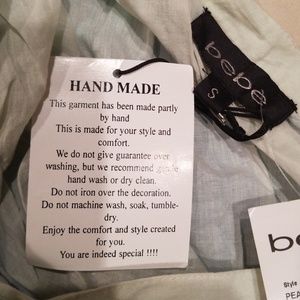 HAND MADE
This garment has been made partly
by hand
This is made for your style and
comfort.
We do not give guarantee over
washing, but we recommend gentle
hand wash or dry clean.
Do not iron over the decoration.
Do not machine wash, soak, tumble-
dry.
Enjoy the comfort and style created
for you.
You are indeed special !!!!
bebe
S
be
Style
PEA